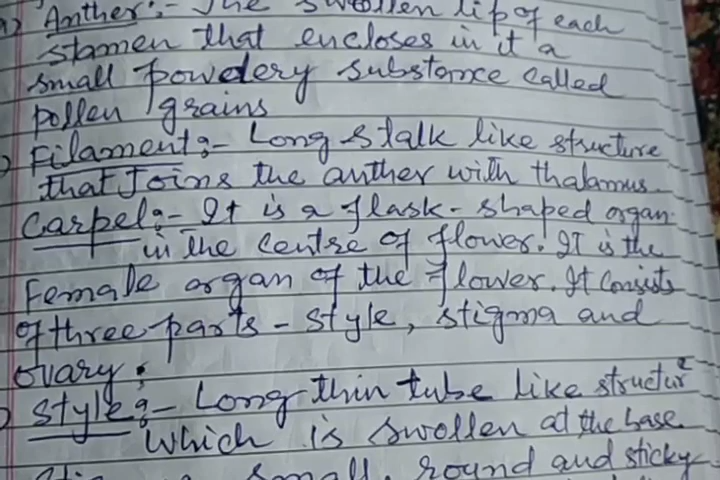 Anther:- The swollen tip of each
stamen that encloses in it a
small powdery substance called
pollen grains
Filament:- Long stalk like structure
that Joins the anther with thalamus.
Carpel:- It is a flask-shaped organ
in the centre of flower. It is the
Female organ of the flower. It consists
of three parts - style, stigma and
ovary.
Style:- Long thin tube like structure
which is swollen at the base.
small, round and sticky